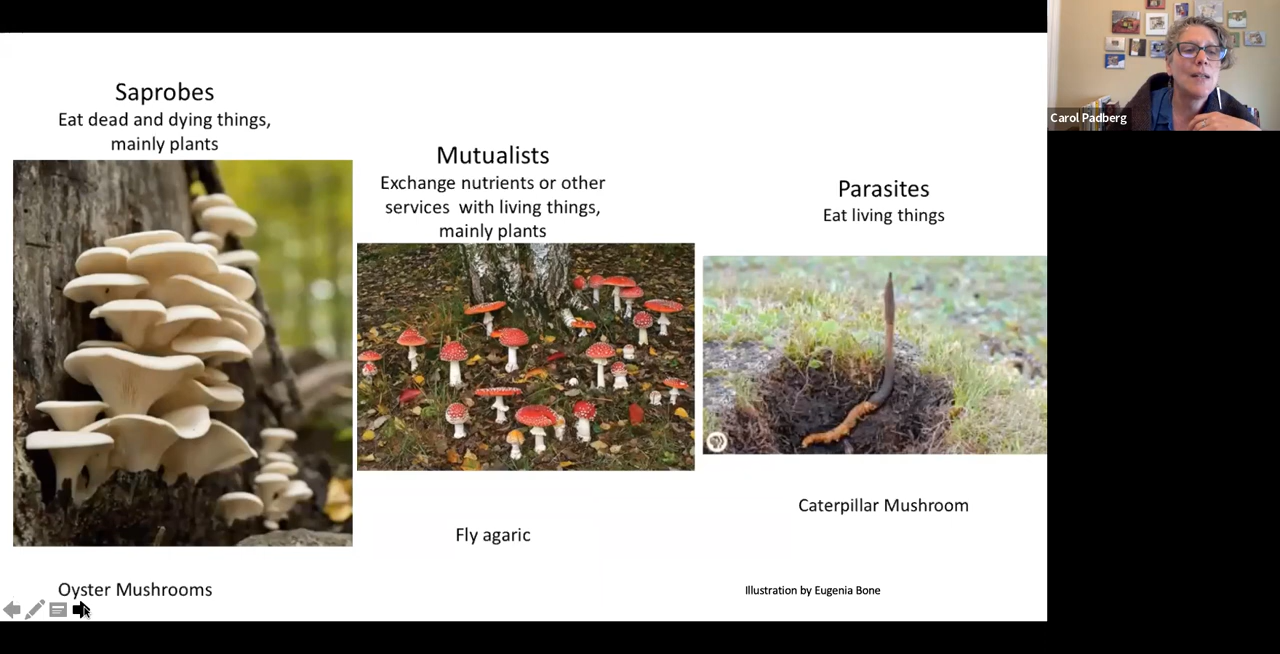 Saprobes
Eat dead and dying things,
mainly plants
Mutualists
Exchange nutrients or other
services with living things,
mainly plants
Parasites
Eat living things
Oyster Mushrooms
Fly agaric
Caterpillar Mushroom
Illustration by Eugenia Bone
Carol Padberg